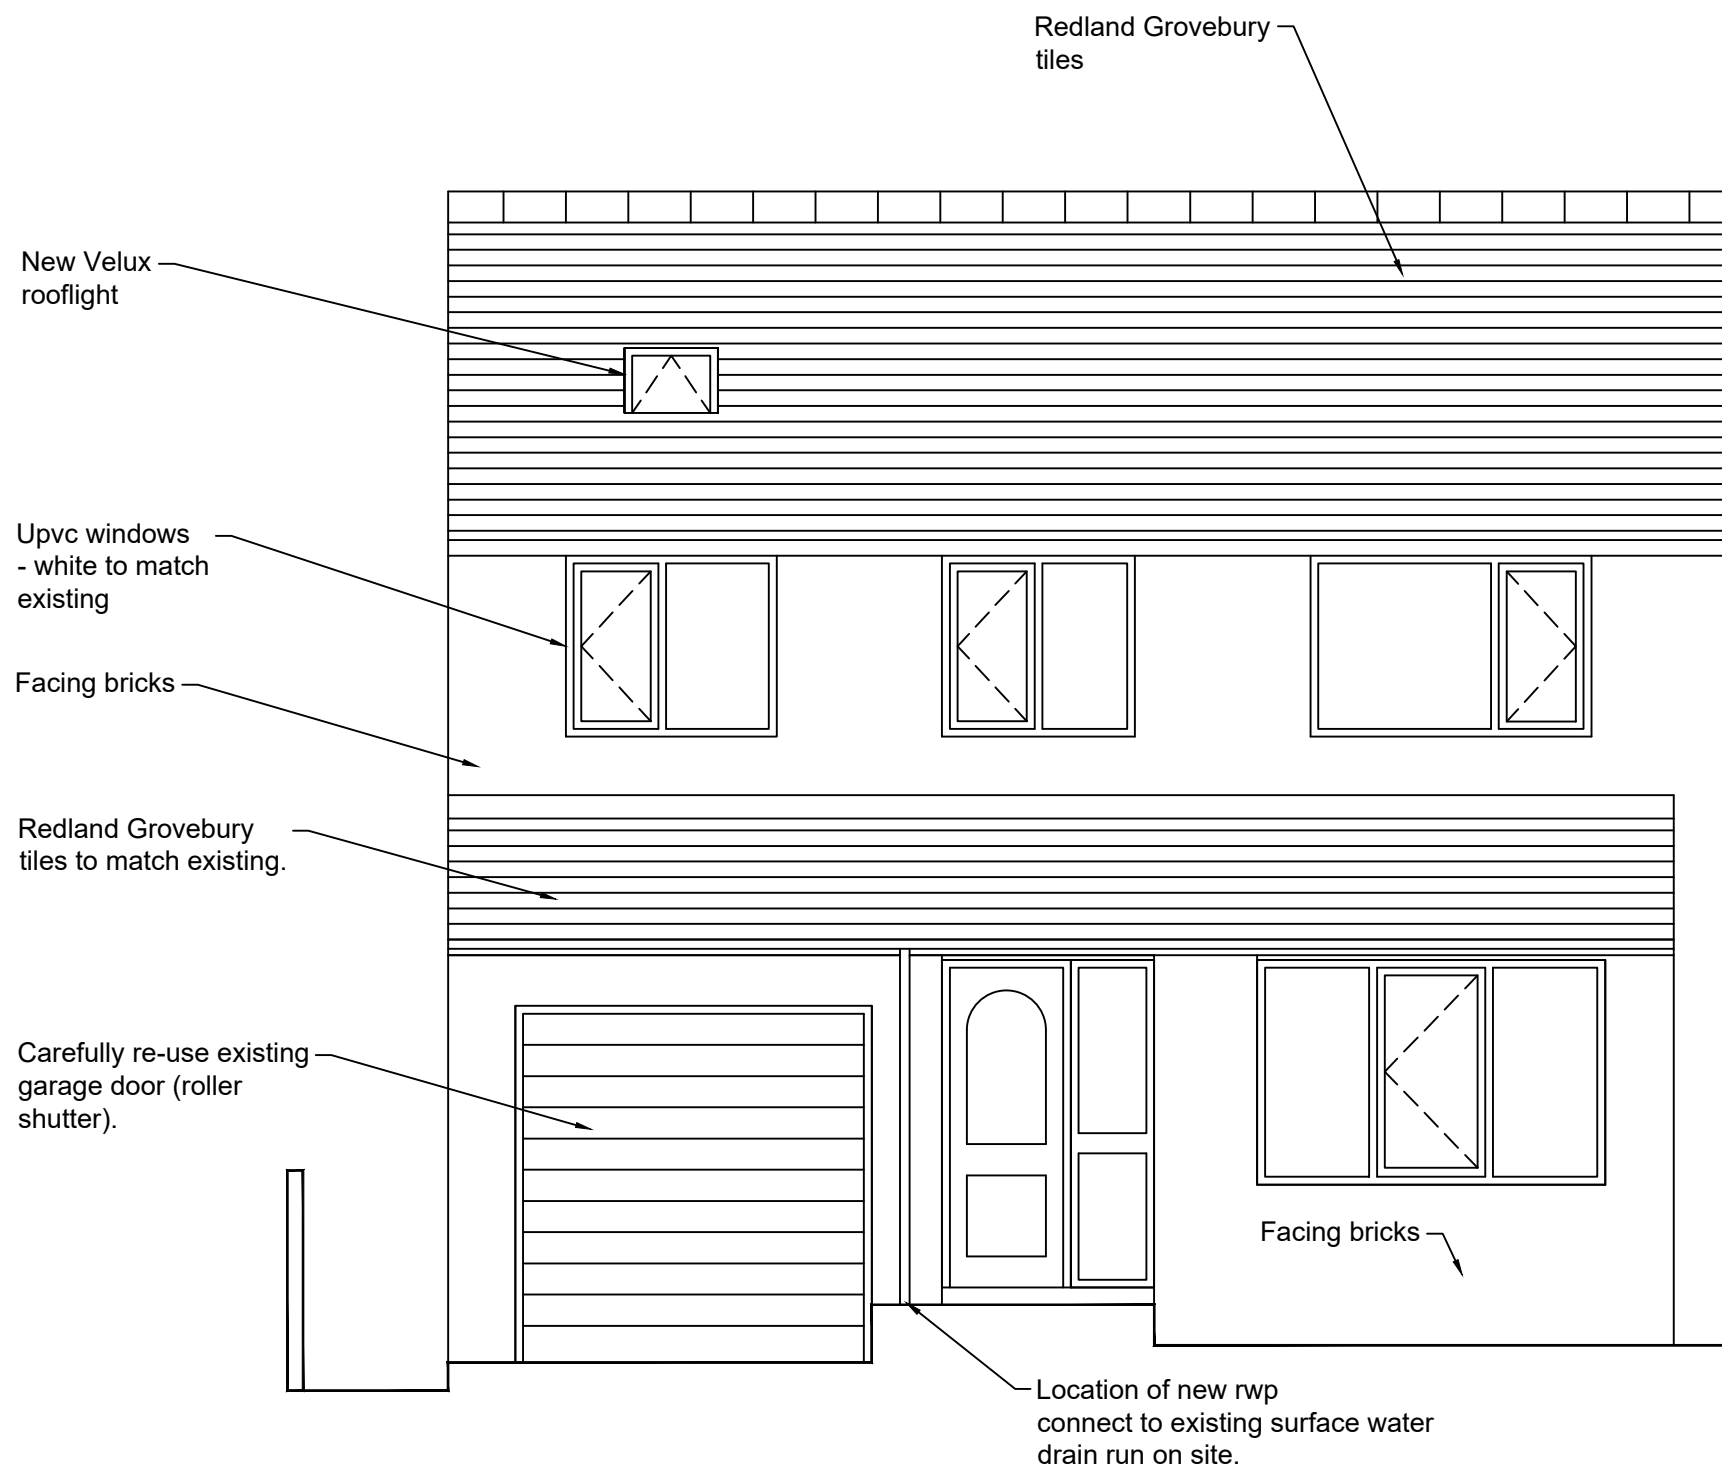 Redland Grovebury
tiles
New Velux
rooflight
Upvc windows
- white to match
existing
Facing bricks
Redland Grovebury
tiles to match existing.
Carefully re-use existing
garage door (roller
shutter).
Facing bricks
Location of new rwp
connect to existing surface water
drain run on site.